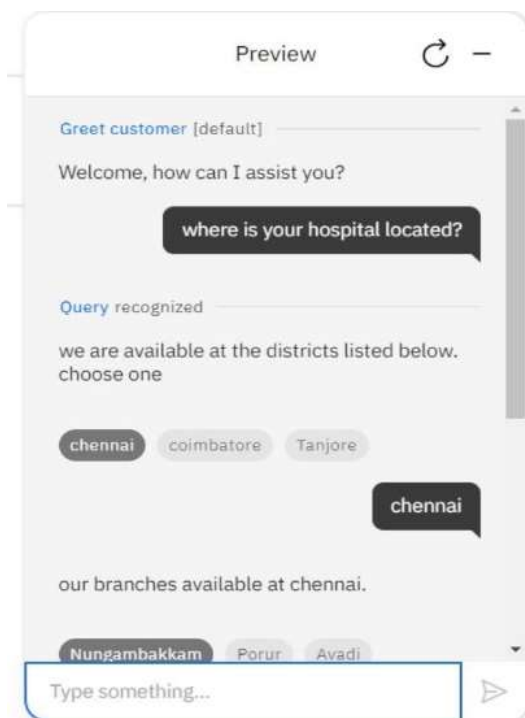 Preview
Greet customer [default]
Welcome, how can I assist you?
where is your hospital located?
Query recognized
we are available at the districts listed below.
choose one
chennai coimbatore Tanjore
chennai
our branches available at chennai.
Nungambakkam Porur Avadi
Type something...